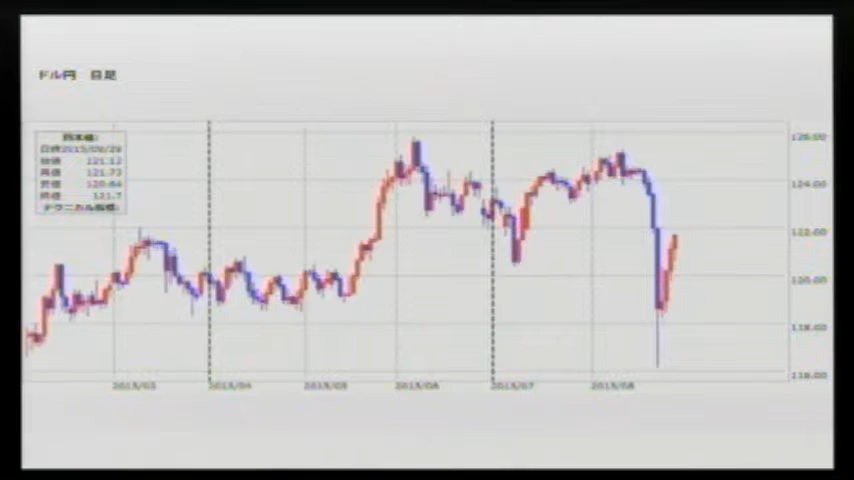 ドル円 日足
四本値:
日時2015/08/28
始値 121.12
高値 121.73
安値 120.64
終値 121.7
テクニカル指標:
126.00
124.00
122.00
120.00
118.00
116.00
2015/03 2015/04 2015/05 2015/06 2015/07 2015/08